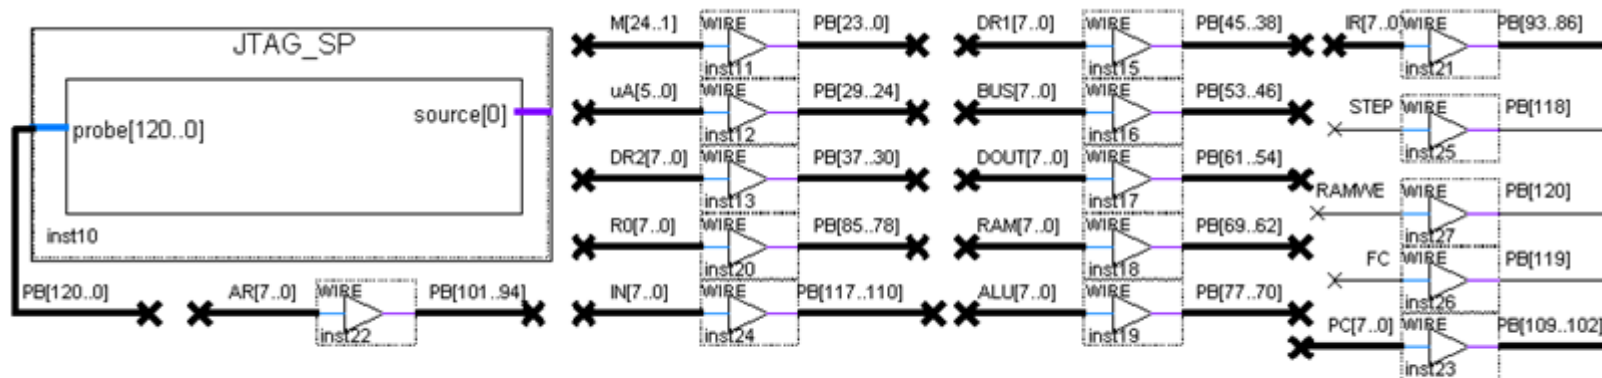 JTAG_SP
probe[120..0]
source[0]
inst10
PB[120..0]
AR[7..0] WIRE PB[101..94]
inst22
M[24..1] WIRE PB[23..0]
inst11
uA[5..0] WIRE PB[29..24]
inst12
DR2[7..0] WIRE PB[37..30]
inst13
R0[7..0] WIRE PB[85..78]
inst20
IN[7..0] WIRE PB[117..110]
inst24
DR1[7..0] WIRE PB[45..38]
inst15
BUS[7..0] WIRE PB[53..46]
inst16
DOUT[7..0] WIRE PB[61..54]
inst17
RAM[7..0] WIRE PB[69..62]
inst18
ALU[7..0] WIRE PB[77..70]
inst19
IR[7..0] WIRE PB[93..86]
inst21
STEP WIRE PB[118]
inst25
RAMWE WIRE PB[120]
inst27
FC WIRE PB[119]
inst26
PC[7..0] WIRE PB[109..102]
inst23